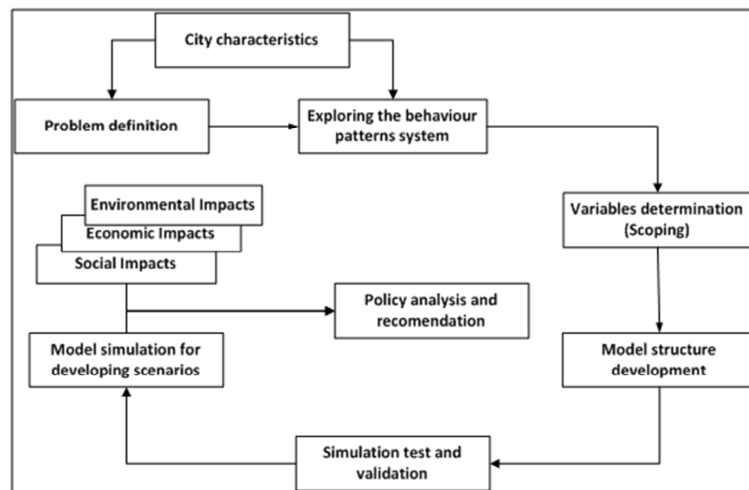 City characteristics
Problem definition
Exploring the behaviour
patterns system
Environmental Impacts
Economic Impacts
Social Impacts
Variables determination
(Scoping)
Policy analysis and
recomendation
Model simulation for
developing scenarios
Model structure
development
Simulation test and
validation